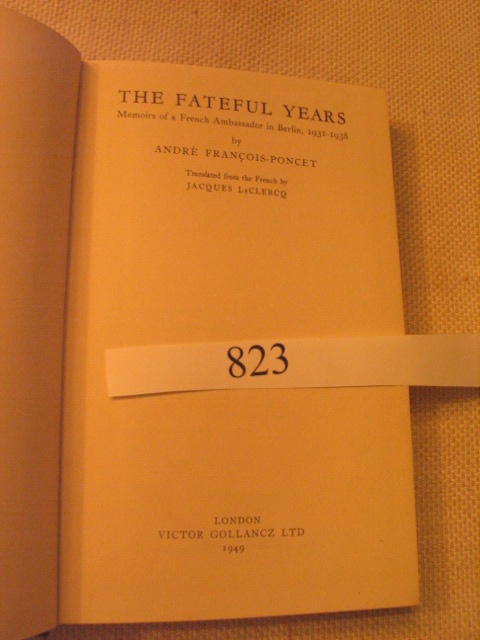 THE FATEFUL YEARS
Memoirs of a French Ambassador in Berlin, 1931-1938
by
ANDRÉ FRANÇOIS-PONCET
Translated from the French by
JACQUES LeCLERCQ
823
LONDON
VICTOR GOLLANCZ LTD
1949